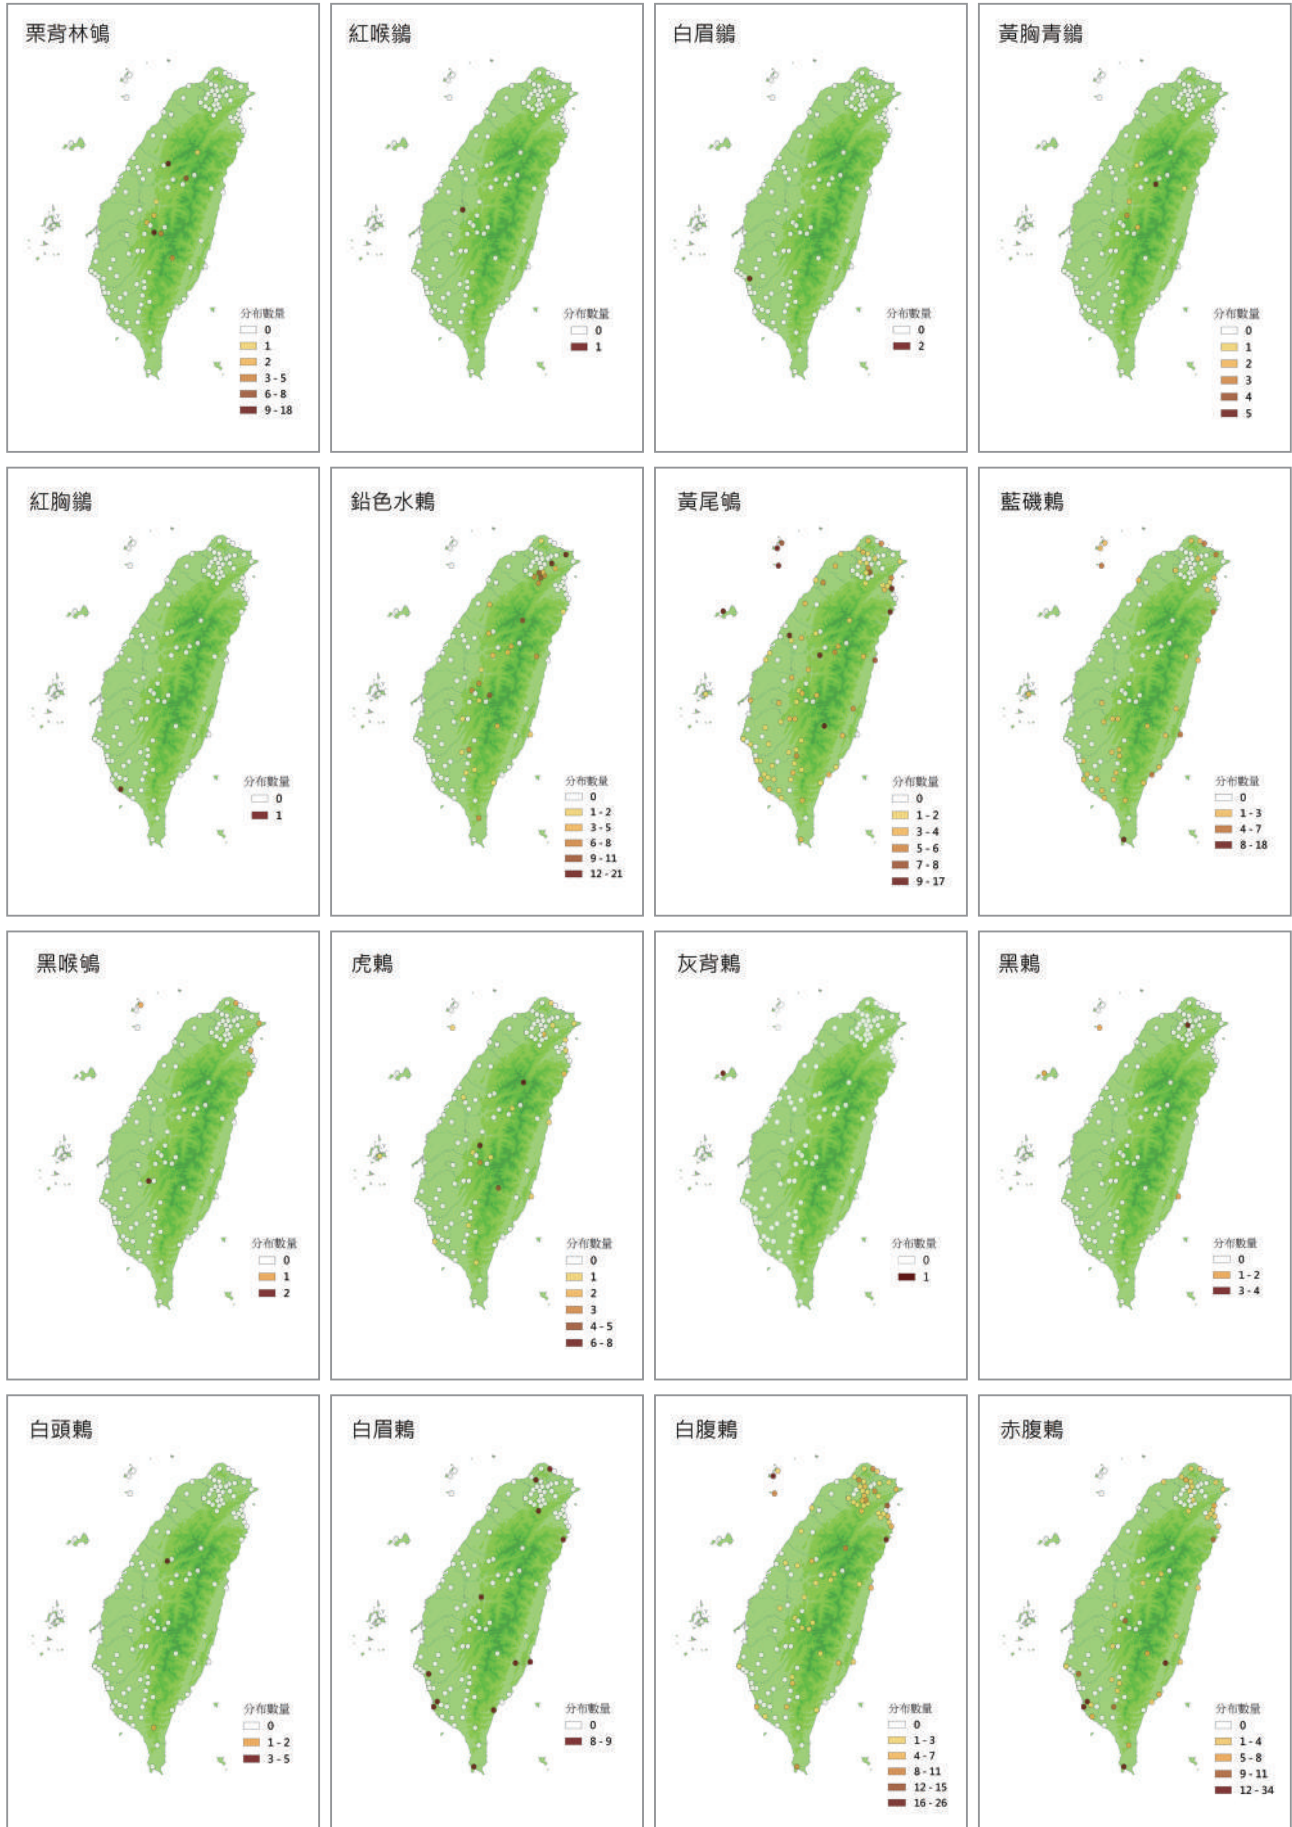 栗背林鴝
分布數量
0
1
2
3 - 5
6 - 8
9 - 18
紅喉鶲
分布數量
0
1
白眉鶲
分布數量
0
2
黃胸青鶲
分布數量
0
1
2
3
4
5
紅胸鶲
分布數量
0
1
鉛色水鶇
分布數量
0
1 - 2
3 - 5
6 - 8
9 - 11
12 - 21
黃尾鴝
分布數量
0
1 - 2
3 - 4
5 - 6
7 - 8
9 - 17
藍磯鶇
分布數量
0
1 - 3
4 - 7
8 - 18
黑喉鴝
分布數量
0
1
2
虎鶇
分布數量
0
1
2
3
4 - 5
6 - 8
灰背鶇
分布數量
0
1
黑鶇
分布數量
0
1 - 2
3 - 4
白頭鶇
分布數量
0
1 - 2
3 - 5
白眉鶇
分布數量
0
8 - 9
白腹鶇
分布數量
0
1 - 3
4 - 7
8 - 11
12 - 15
16 - 26
赤腹鶇
分布數量
0
1 - 4
5 - 8
9 - 11
12 - 34